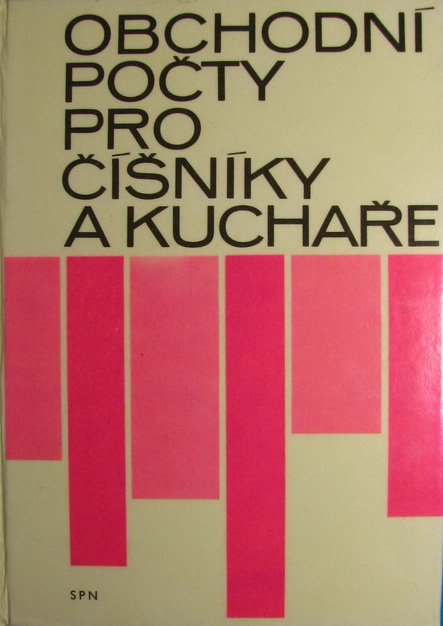 OBCHODNÍ
POČTY
PRO
ČÍŠNÍKY
A KUCHAŘE
SPN